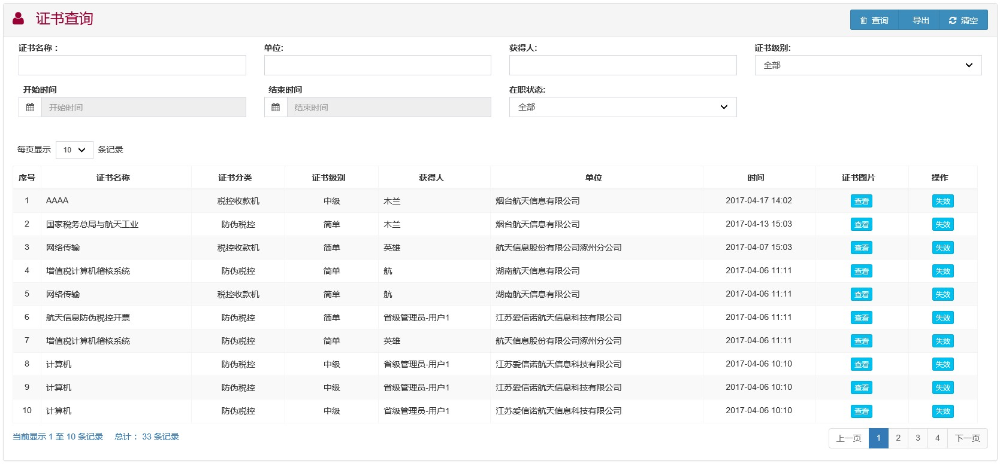 证书查询
查询 导出 清空
证书名称： 单位: 获得人: 证书级别:
全部
开始时间 结束时间 在职状态:
开始时间 结束时间 全部
每页显示 10 条记录
序号 证书名称 证书分类 证书级别 获得人 单位 时间 证书图片 操作
1 AAAA 税控收款机 中级 木兰 烟台航天信息有限公司 2017-04-17 14:02 查看 失效
2 国家税务总局与航天工业 防伪税控 简单 木兰 烟台航天信息有限公司 2017-04-13 15:03 查看 失效
3 网络传输 税控收款机 简单 英雄 航天信息股份有限公司涿州分公司 2017-04-07 15:03 查看 失效
4 增值税计算机稽核系统 防伪税控 简单 航 湖南航天信息有限公司 2017-04-06 11:11 查看 失效
5 网络传输 税控收款机 简单 航 湖南航天信息有限公司 2017-04-06 11:11 查看 失效
6 航天信息防伪税控开票 防伪税控 简单 省级管理员-用户1 江苏爱信诺航天信息科技有限公司 2017-04-06 11:11 查看 失效
7 增值税计算机稽核系统 防伪税控 简单 英雄 航天信息股份有限公司涿州分公司 2017-04-06 11:11 查看 失效
8 计算机 防伪税控 中级 省级管理员-用户1 江苏爱信诺航天信息科技有限公司 2017-04-06 10:10 查看 失效
9 计算机 防伪税控 中级 省级管理员-用户1 江苏爱信诺航天信息科技有限公司 2017-04-06 10:10 查看 失效
10 计算机 防伪税控 中级 省级管理员-用户1 江苏爱信诺航天信息科技有限公司 2017-04-06 10:10 查看 失效
当前显示 1 至 10 条记录 总计： 33 条记录
上一页 1 2 3 4 下一页